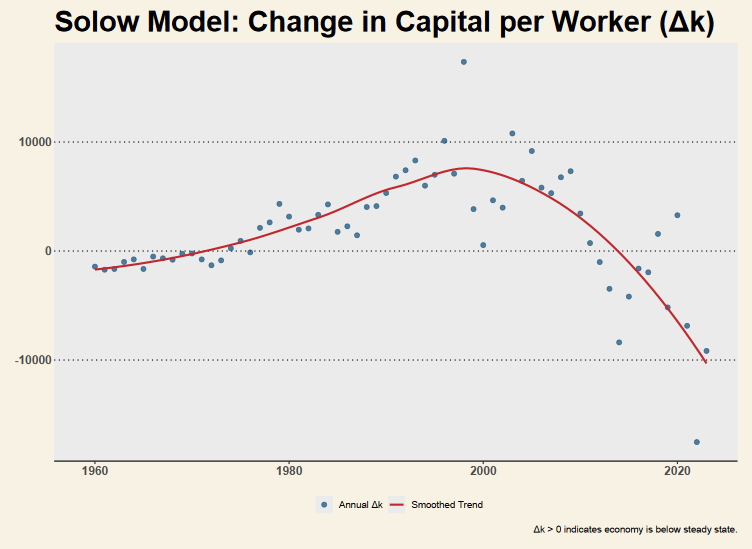 Solow Model: Change in Capital per Worker (Δk)
10000
0
-10000
1960 1980 2000 2020
Annual Δk Smoothed Trend
Δk > 0 indicates economy is below steady state.